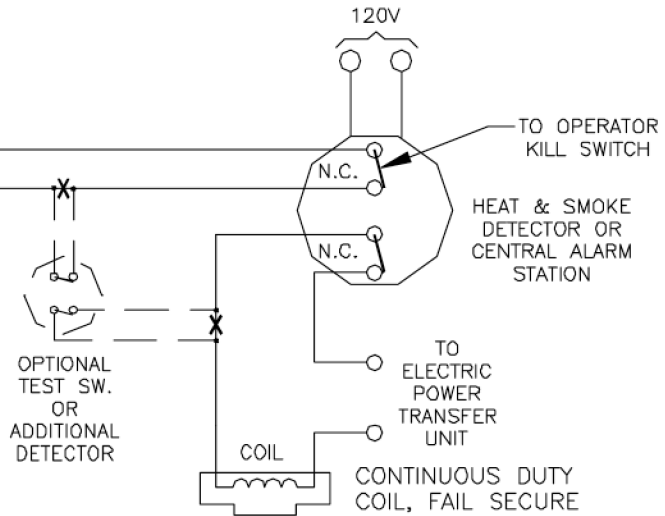 120V
TO OPERATOR
KILL SWITCH
N.C.
HEAT & SMOKE
DETECTOR OR
CENTRAL ALARM
STATION
N.C.
OPTIONAL
TEST SW.
OR
ADDITIONAL
DETECTOR
TO
ELECTRIC
POWER
TRANSFER
UNIT
COIL
CONTINUOUS DUTY
COIL, FAIL SECURE